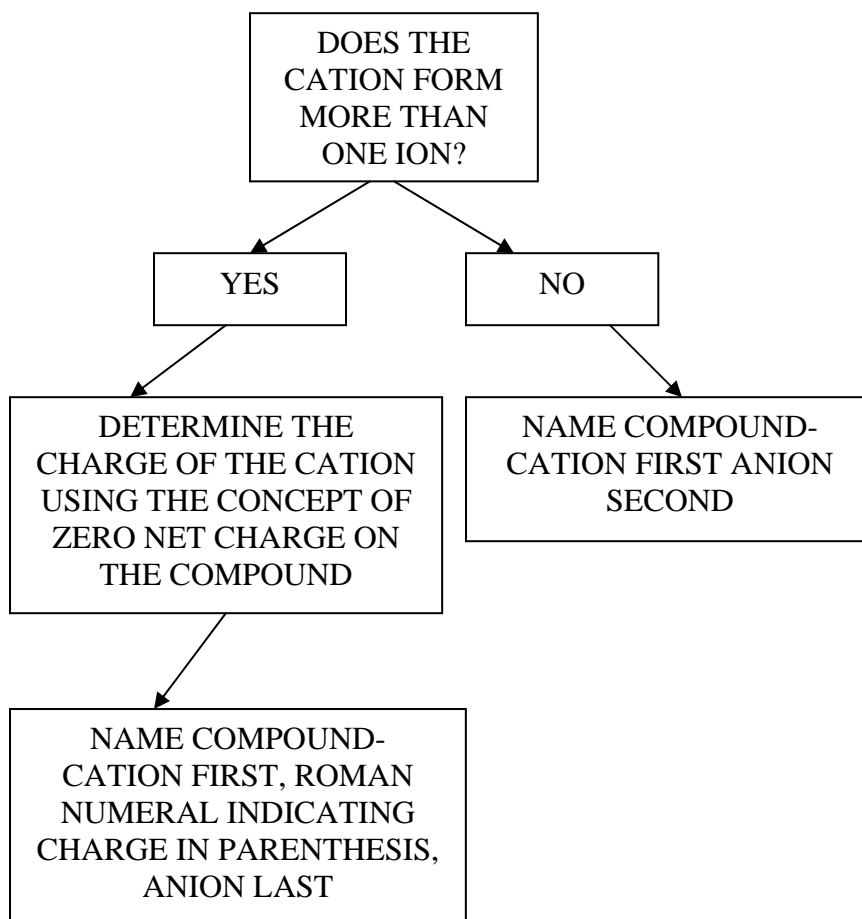 DOES THE
CATION FORM
MORE THAN
ONE ION?
YES
NO
DETERMINE THE
CHARGE OF THE CATION
USING THE CONCEPT OF
ZERO NET CHARGE ON
THE COMPOUND
NAME COMPOUND-
CATION FIRST ANION
SECOND
NAME COMPOUND-
CATION FIRST, ROMAN
NUMERAL INDICATING
CHARGE IN PARENTHESIS,
ANION LAST